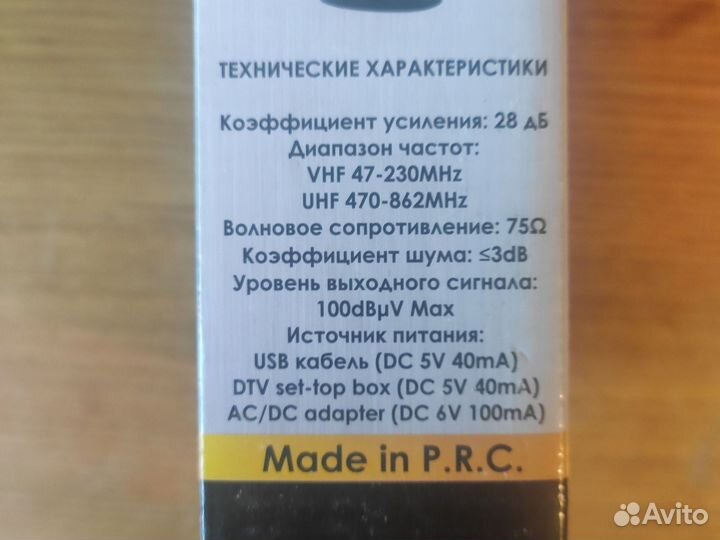 ТЕХНИЧЕСКИЕ ХАРАКТЕРИСТИКИ
Коэффициент усиления: 28 дБ
Диапазон частот:
VHF 47-230MHz
UHF 470-862MHz
Волновое сопротивление: 75Ω
Коэффициент шума: ≤3dB
Уровень выходного сигнала:
100dBµV Max
Источник питания:
USB кабель (DC 5V 40mA)
DTV set-top box (DC 5V 40mA)
AC/DC adapter (DC 6V 100mA)
Made in P.R.C.
Avito